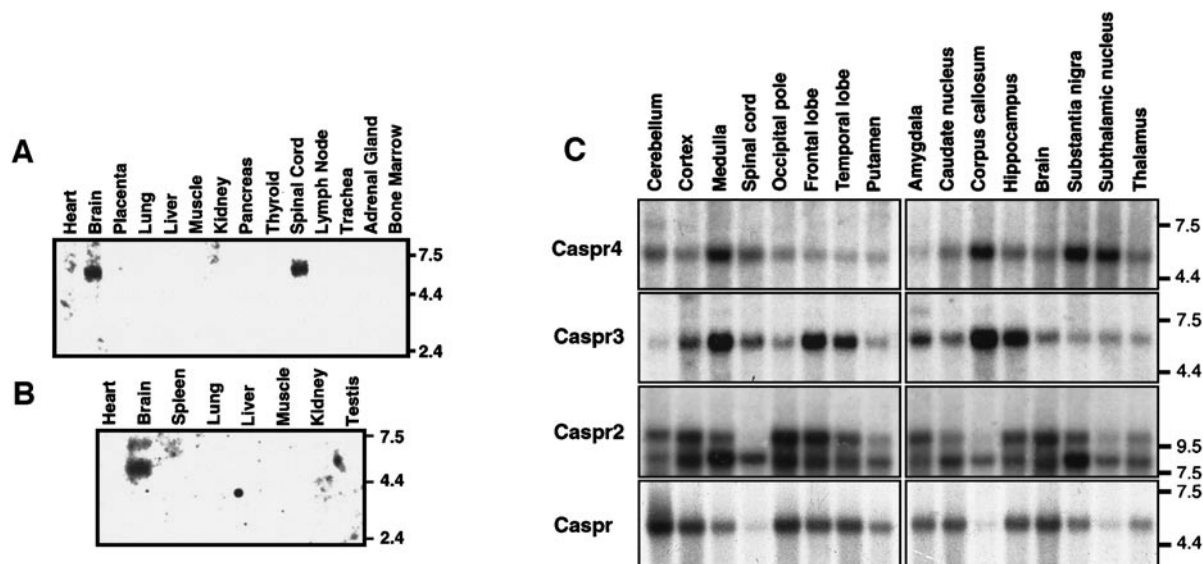 A
Heart
Brain
Placenta
Lung
Liver
Muscle
Kidney
Pancreas
Thyroid
Spinal Cord
Lymph Node
Trachea
Adrenal Gland
Bone Marrow
7.5
4.4
2.4
B
Heart
Brain
Spleen
Lung
Liver
Muscle
Kidney
Testis
7.5
4.4
2.4
C
Cerebellum
Cortex
Medulla
Spinal cord
Occipital pole
Frontal lobe
Temporal lobe
Putamen
Amygdala
Caudate nucleus
Corpus callosum
Hippocampus
Brain
Substantia nigra
Subthalamic nucleus
Thalamus
Caspr4
7.5
4.4
Caspr3
7.5
4.4
Caspr2
9.5
7.5
Caspr
7.5
4.4